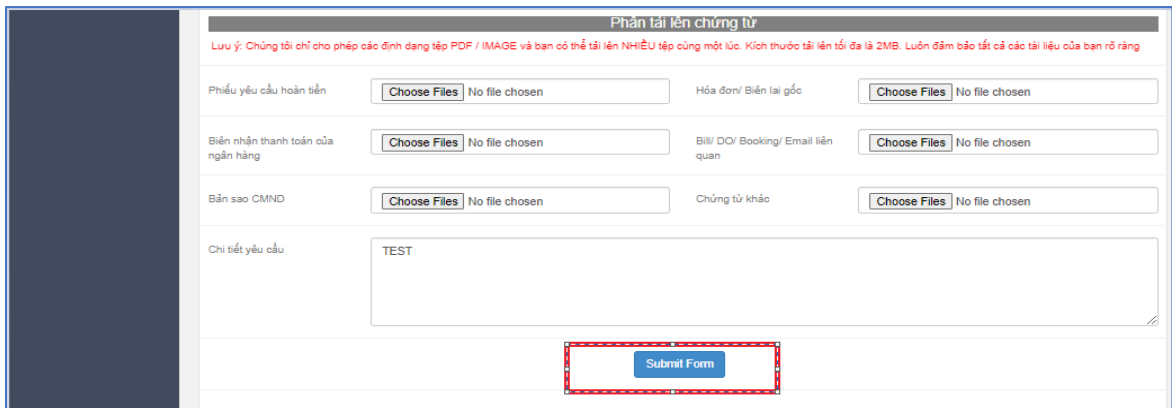 Phần tải lên chứng từ
Lưu ý: Chúng tôi chỉ cho phép các định dạng tệp PDF / IMAGE và bạn có thể tải lên NHIỀU tệp cùng một lúc. Kích thước tải lên tối đa là 2MB. Luôn đảm bảo tất cả các tài liệu của bạn rõ ràng
Phiếu yêu cầu hoàn tiền Choose Files No file chosen Hóa đơn/ Biên lai gốc Choose Files No file chosen
Biên nhận thanh toán của
ngân hàng
Choose Files No file chosen
Bill/ DO/ Booking/ Email liên
quan
Choose Files No file chosen
Bản sao CMND Choose Files No file chosen Chứng từ khác Choose Files No file chosen
Chi tiết yêu cầu
TEST
Submit Form